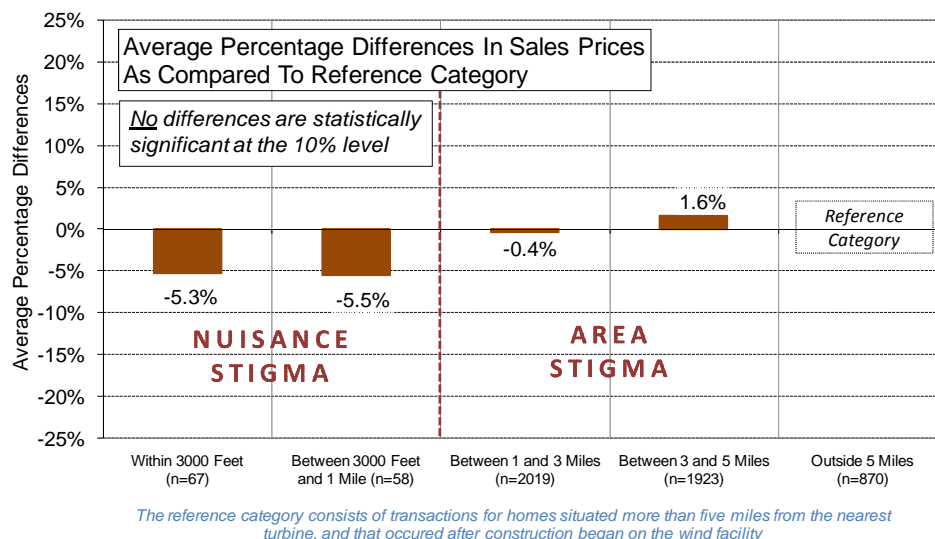 Average Percentage Differences In Sales Prices
As Compared To Reference Category
No differences are statistically
significant at the 10% level
Average Percentage Differences
25%
20%
15%
10%
5%
0%
-5%
-10%
-15%
-20%
-25%
-5.3%
-5.5%
-0.4%
1.6%
Reference
Category
NUISANCE
STIGMA
AREA
STIGMA
Within 3000 Feet
(n=67)
Between 3000 Feet
and 1 Mile (n=58)
Between 1 and 3 Miles
(n=2019)
Between 3 and 5 Miles
(n=1923)
Outside 5 Miles
(n=870)
The reference category consists of transactions for homes situated more than five miles from the nearest
turbine, and that occured after construction began on the wind facility